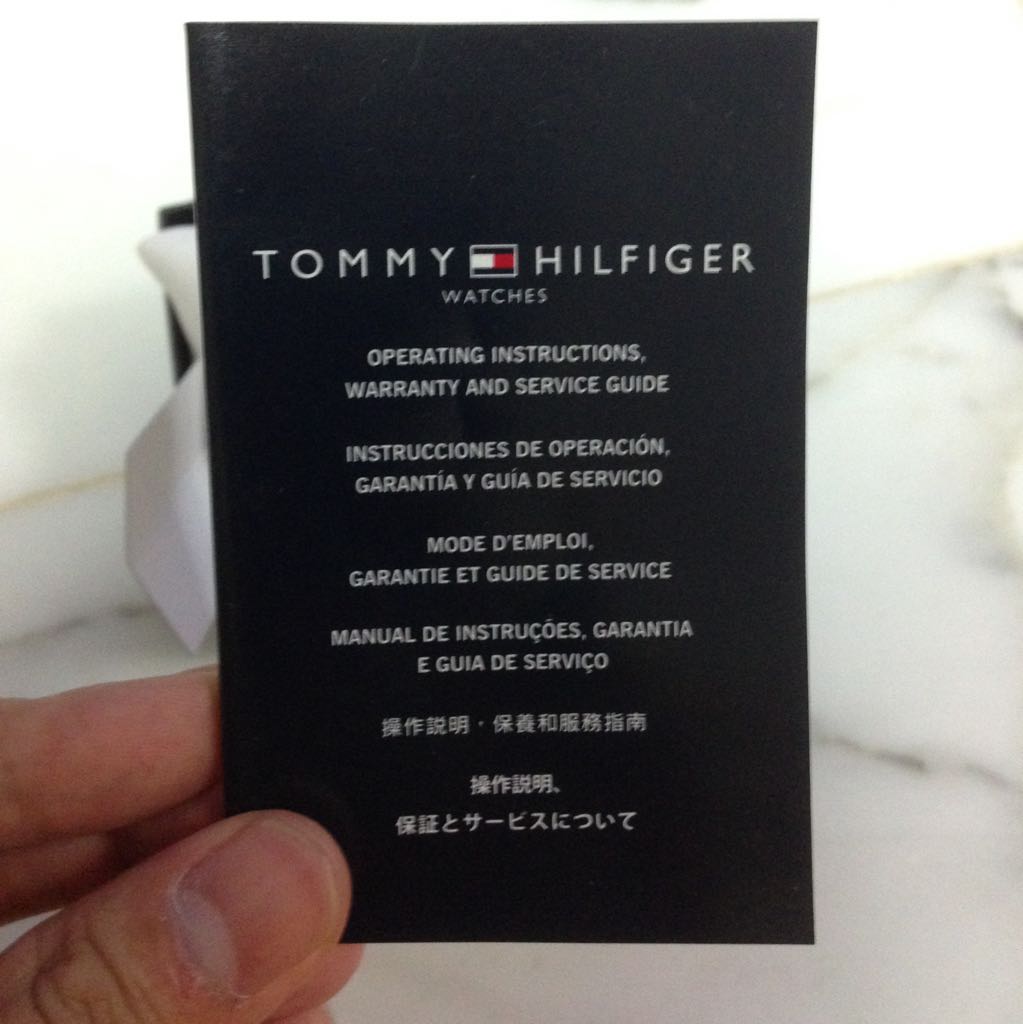 TOMMY HILFIGER
WATCHES
OPERATING INSTRUCTIONS,
WARRANTY AND SERVICE GUIDE
INSTRUCCIONES DE OPERACIÓN,
GARANTÍA Y GUÍA DE SERVICIO
MODE D'EMPLOI,
GARANTIE ET GUIDE DE SERVICE
MANUAL DE INSTRUÇÕES, GARANTIA
E GUIA DE SERVIÇO
操作説明・保養和服務指南
操作説明、
保証とサービスについて